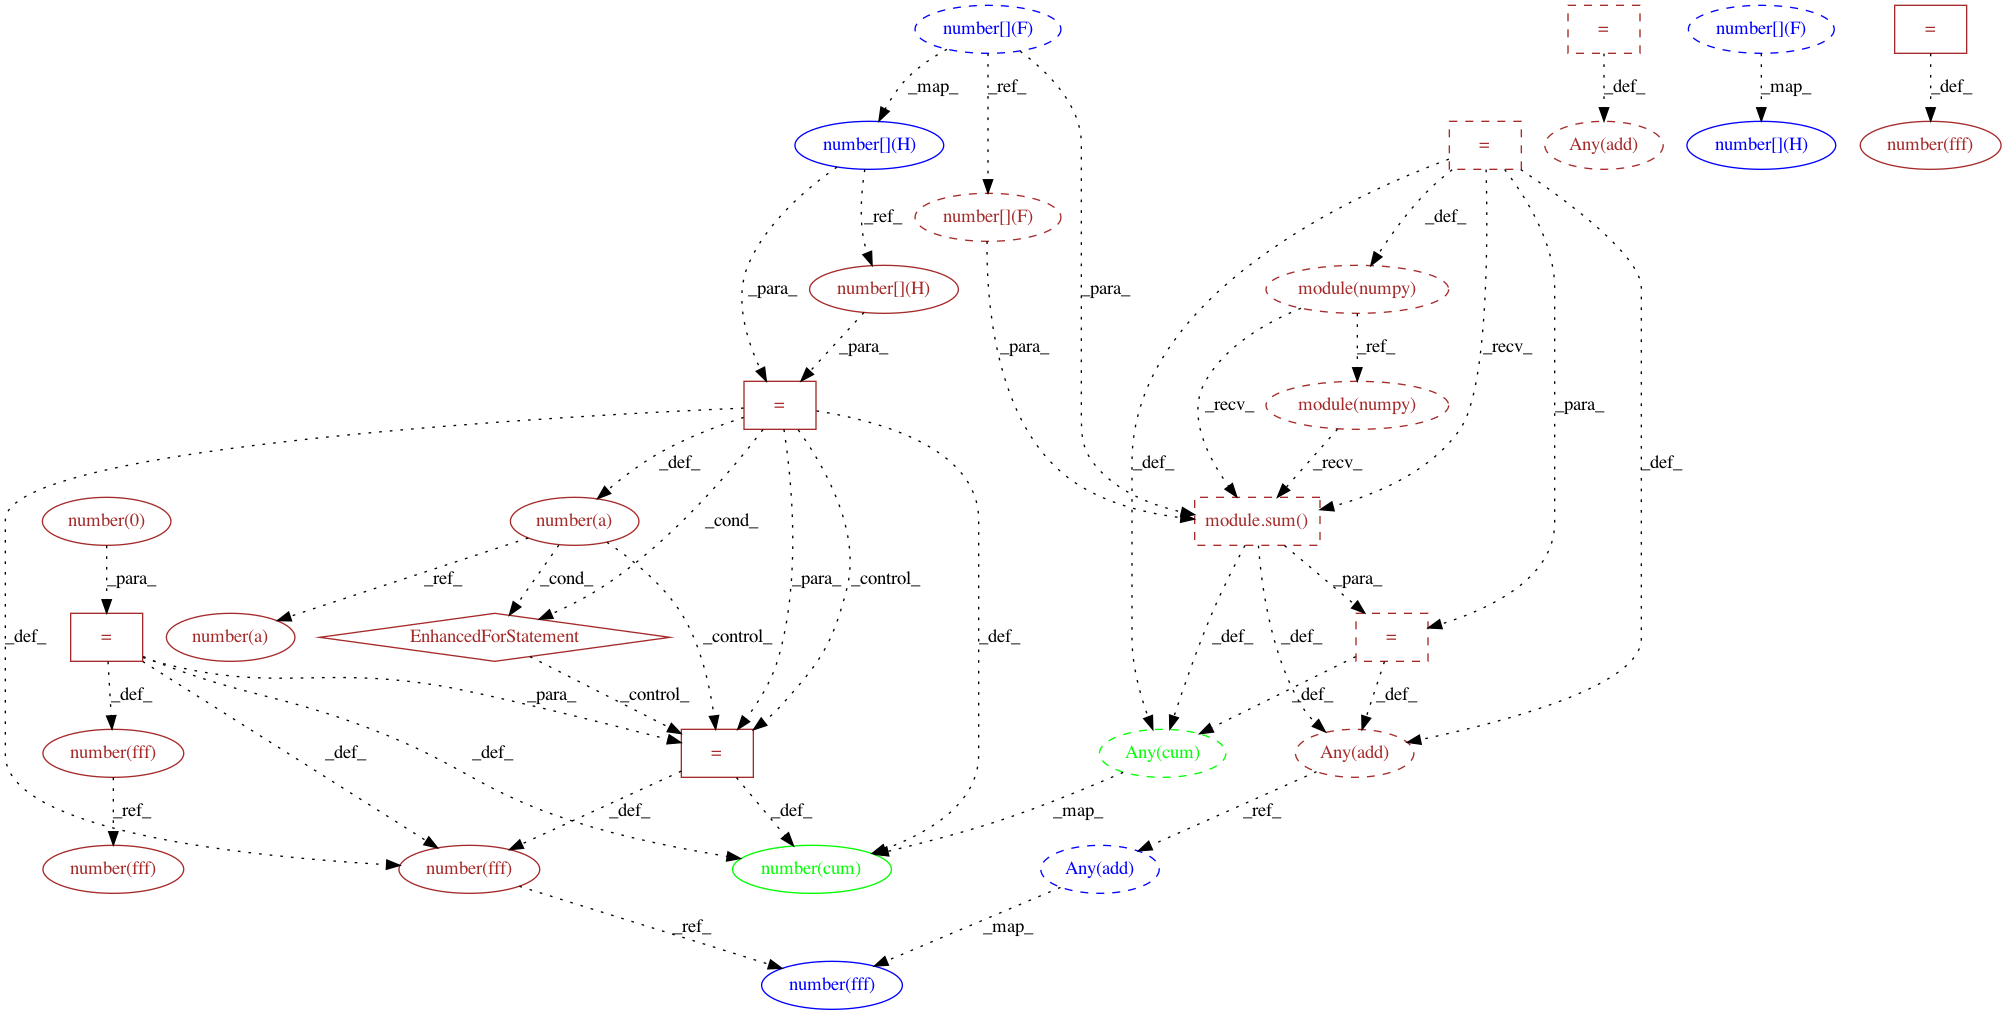 number[](F)
=
number[](F)
=
_map_
_ref_
_def_
_map_
_def_
number[](H)
=
Any(add)
number[](H)
number(fff)
_ref_
number[](F)
_def_
_para_
number[](H)
_para_
module(numpy)
_para_
_para_
_ref_
_recv_
=
_recv_
module(numpy)
_para_
_def_
_cond_
_def_
_recv_
_def_
number(0)
number(a)
module.sum()
_para_
_ref_
_cond_
_para_
_control_
_para_
=
number(a)
EnhancedForStatement
_def_
_control_
_def_
_def_
_def_
=
_def_
_para_
_control_
_def_
_def_
number(fff)
_def_
_def_
=
Any(cum)
Any(add)
_ref_
_def_
_def_
_map_
_ref_
number(fff)
number(fff)
number(cum)
Any(add)
_ref_
_map_
number(fff)